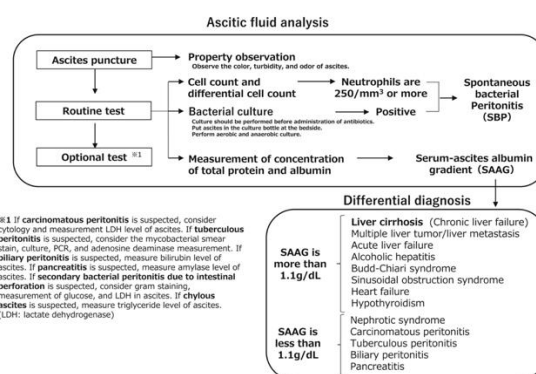 Ascitic fluid analysis
Ascites puncture
Property observation
Observe the color, turbidity, and odor of ascites.
Routine test
Cell count and
differential cell count
Neutrophils are
250/mm³ or more
Bacterial culture
Positive
Culture should be performed before administration of antibiotics.
Put ascites in the culture bottle at the bedside.
Perform aerobic and anaerobic culture.
Spontaneous
bacterial
Peritonitis
(SBP)
Optional test ※1
Measurement of concentration
of total protein and albumin
Serum-ascites albumin
gradient (SAAG)
Differential diagnosis
SAAG is
more than
1.1g/dL
Liver cirrhosis (Chronic liver failure)
Multiple liver tumor/liver metastasis
Acute liver failure
Alcoholic hepatitis
Budd-Chiari syndrome
Sinusoidal obstruction syndrome
Heart failure
Hypothyroidism
SAAG is
less than
1.1g/dL
Nephrotic syndrome
Carcinomatous peritonitis
Tuberculous peritonitis
Biliary peritonitis
Pancreatitis
※1 If carcinomatous peritonitis is suspected, consider
cytology and measurement LDH level of ascites. If tuberculous
peritonitis is suspected, consider the mycobacterial smear
stain, culture, PCR, and adenosine deaminase measurement. If
biliary peritonitis is suspected, measure bilirubin level of
ascites. If pancreatitis is suspected, measure amylase level of
ascites. If secondary bacterial peritonitis due to intestinal
perforation is suspected, consider gram staining,
measurement of glucose, and LDH in ascites. If chylous
ascites is suspected, measure triglyceride level of ascites.
(LDH: lactate dehydrogenase)